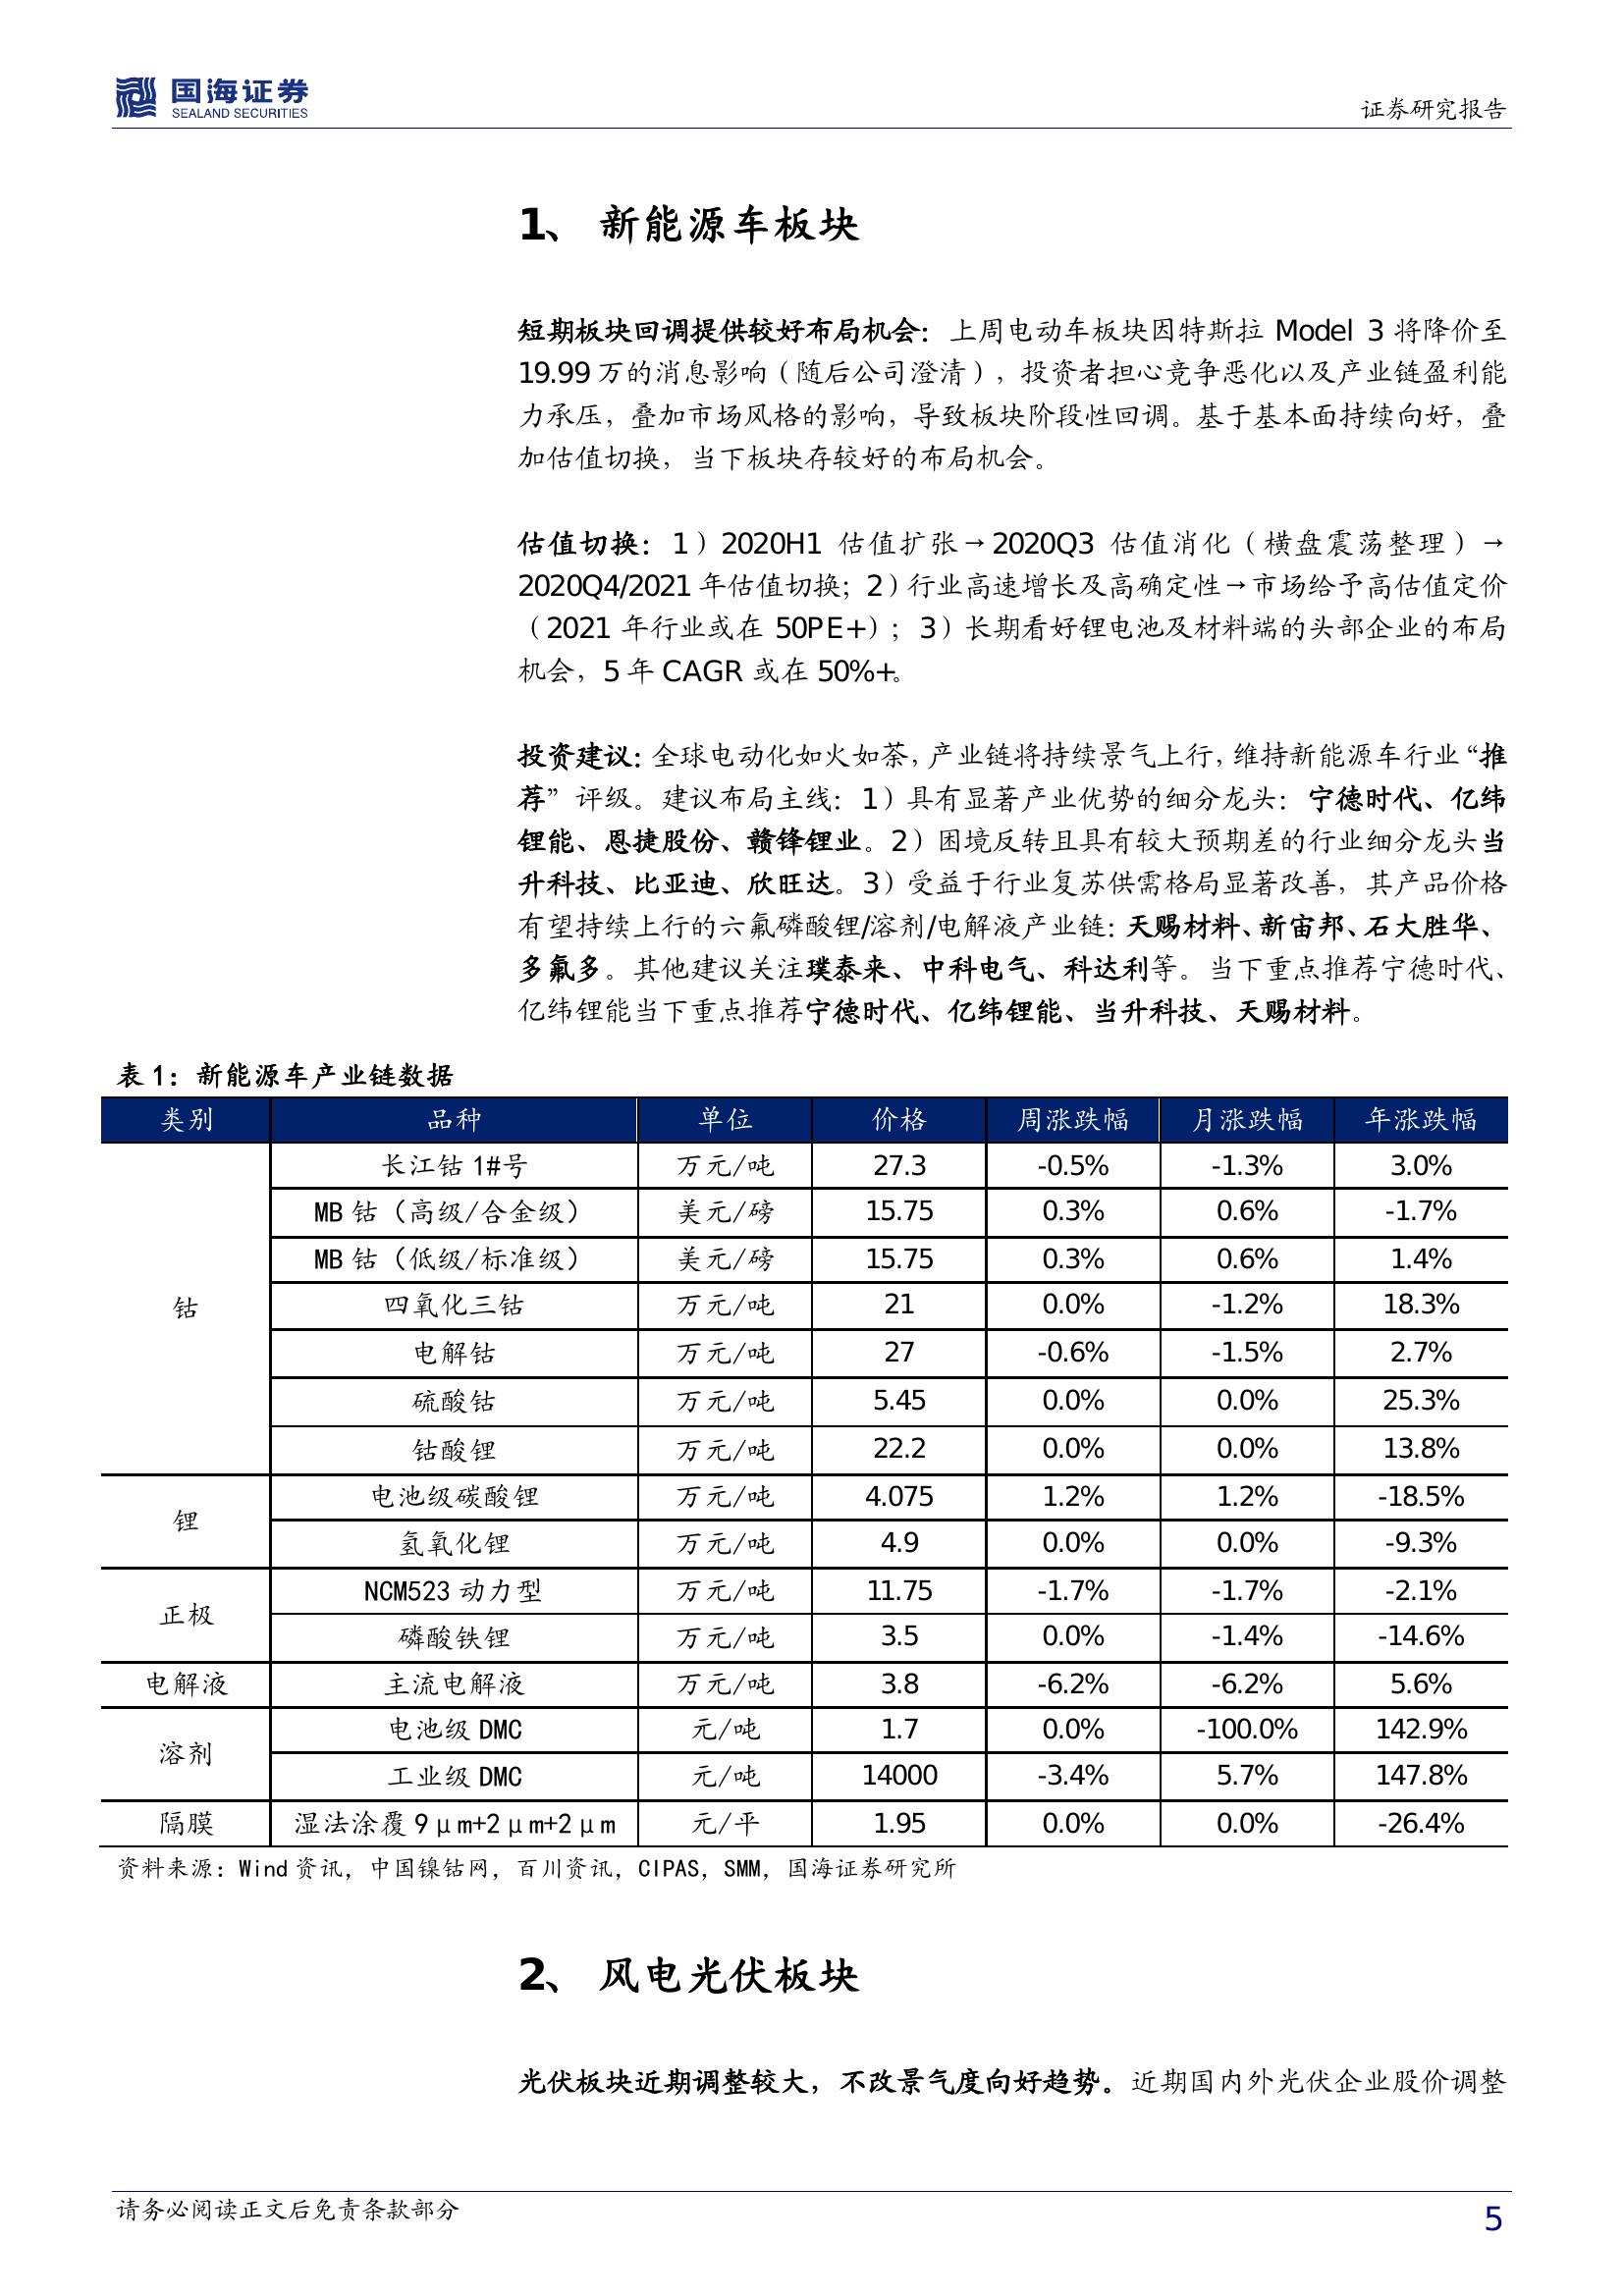 国海证券
SEALAND SECURITIES
证券研究报告
1、 新能源车板块
短期板块回调提供较好布局机会：上周电动车板块因特斯拉 Model 3 将降价至
19.99 万的消息影响（随后公司澄清），投资者担心竞争恶化以及产业链盈利能
力承压，叠加市场风格的影响，导致板块阶段性回调。基于基本面持续向好，叠
加估值切换，当下板块存较好的布局机会。
估值切换：1）2020H1 估值扩张→2020Q3 估值消化（横盘震荡整理）→
2020Q4/2021 年估值切换；2）行业高速增长及高确定性→市场给予高估值定价
（2021 年行业或在 50PE+）；3）长期看好锂电池及材料端的头部企业的布局
机会，5 年 CAGR 或在 50%+。
投资建议：全球电动化如火如荼，产业链将持续景气上行，维持新能源车行业“推
荐”评级。建议布局主线：1）具有显著产业优势的细分龙头：宁德时代、亿纬
锂能、恩捷股份、赣锋锂业。2）困境反转且具有较大预期差的行业细分龙头当
升科技、比亚迪、欣旺达。3）受益于行业复苏供需格局显著改善，其产品价格
有望持续上行的六氟磷酸锂/溶剂/电解液产业链：天赐材料、新宙邦、石大胜华、
多氟多。其他建议关注璞泰来、中科电气、科达利等。当下重点推荐宁德时代、
亿纬锂能当下重点推荐宁德时代、亿纬锂能、当升科技、天赐材料。
表 1：新能源车产业链数据
类别 品种 单位 价格 周涨跌幅 月涨跌幅 年涨跌幅
钴 长江钴 1#号 万元/吨 27.3 -0.5% -1.3% 3.0%
MB 钴（高级/合金级） 美元/磅 15.75 0.3% 0.6% -1.7%
MB 钴（低级/标准级） 美元/磅 15.75 0.3% 0.6% 1.4%
四氧化三钴 万元/吨 21 0.0% -1.2% 18.3%
电解钴 万元/吨 27 -0.6% -1.5% 2.7%
硫酸钴 万元/吨 5.45 0.0% 0.0% 25.3%
钴酸锂 万元/吨 22.2 0.0% 0.0% 13.8%
锂 电池级碳酸锂 万元/吨 4.075 1.2% 1.2% -18.5%
氢氧化锂 万元/吨 4.9 0.0% 0.0% -9.3%
正极 NCM523 动力型 万元/吨 11.75 -1.7% -1.7% -2.1%
磷酸铁锂 万元/吨 3.5 0.0% -1.4% -14.6%
电解液 主流电解液 万元/吨 3.8 -6.2% -6.2% 5.6%
溶剂 电池级 DMC 元/吨 1.7 0.0% -100.0% 142.9%
工业级 DMC 元/吨 14000 -3.4% 5.7% 147.8%
隔膜 湿法涂覆 9μm+2μm+2μm 元/平 1.95 0.0% 0.0% -26.4%
资料来源：Wind 资讯，中国镍钴网，百川资讯，CIPAS，SMM，国海证券研究所
2、 风电光伏板块
光伏板块近期调整较大，不改景气度向好趋势。近期国内外光伏企业股价调整
请务必阅读正文后免责条款部分
5